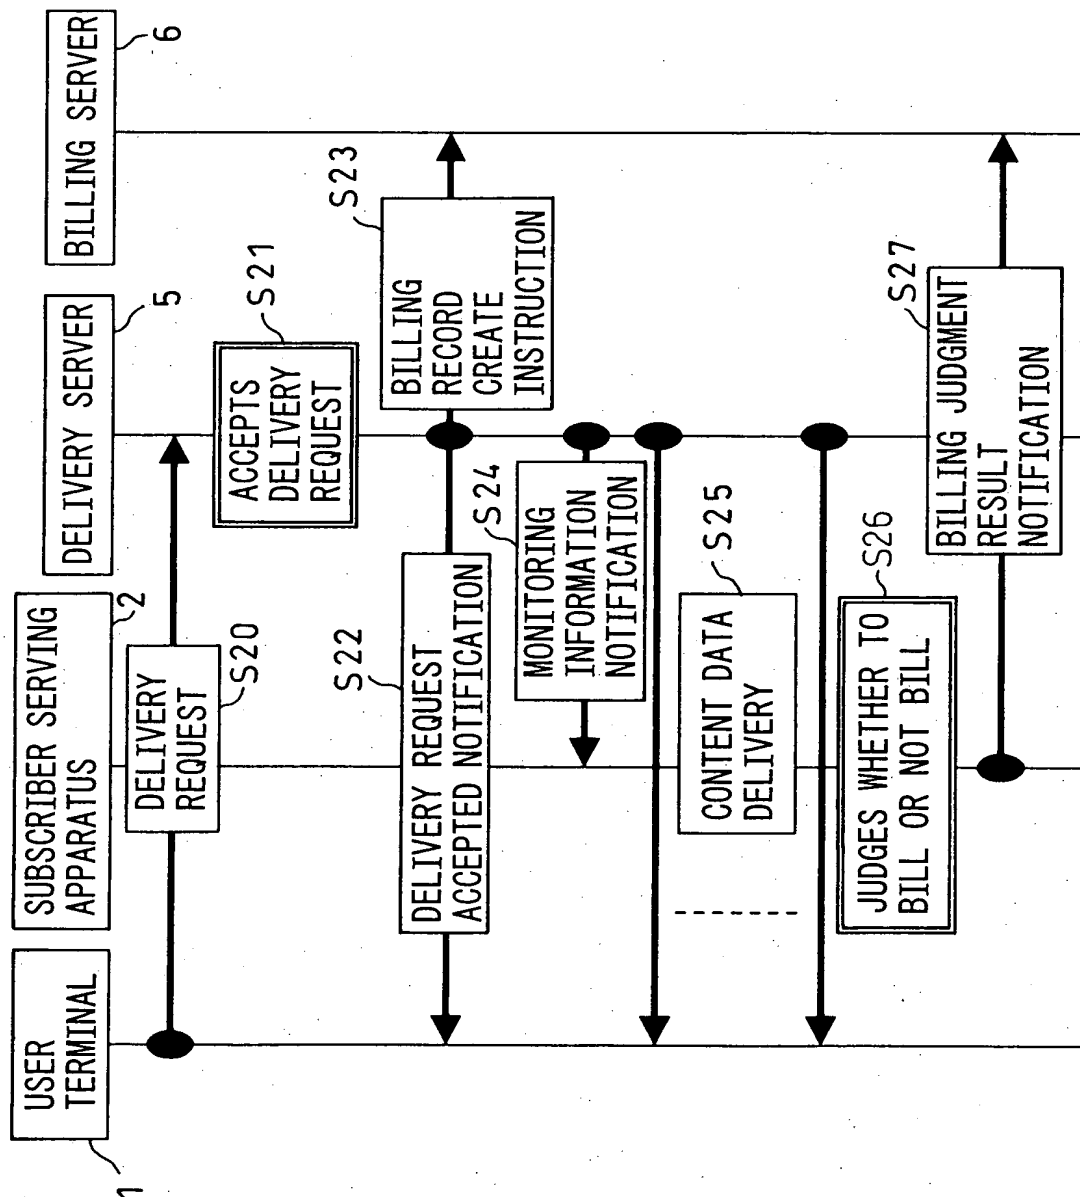 USER
TERMINAL
1
SUBSCRIBER SERVING
APPARATUS
2
DELIVERY SERVER
5
BILLING SERVER
6
DELIVERY
REQUEST
S20
ACCEPTS
DELIVERY
REQUEST
S21
DELIVERY REQUEST
ACCEPTED NOTIFICATION
S22
BILLING
RECORD
CREATE
INSTRUCTION
S23
MONITORING
INFORMATION
NOTIFICATION
S24
CONTENT DATA
DELIVERY
S25
JUDGES WHETHER TO
BILL OR NOT BILL
S26
BILLING JUDGMENT
RESULT
NOTIFICATION
S27